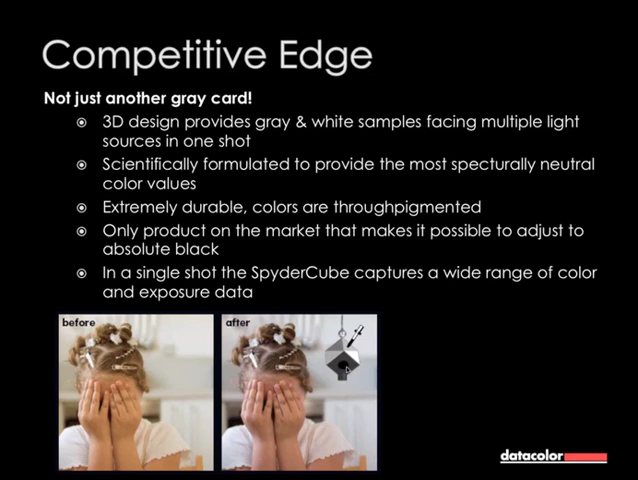 Competitive Edge
Not just another gray card!
3D design provides gray & white samples facing multiple light
sources in one shot
Scientifically formulated to provide the most specturally neutral
color values
Extremely durable, colors are throughpigmented
Only product on the market that makes it possible to adjust to
absolute black
In a single shot the SpyderCube captures a wide range of color
and exposure data
before
after
datacolor